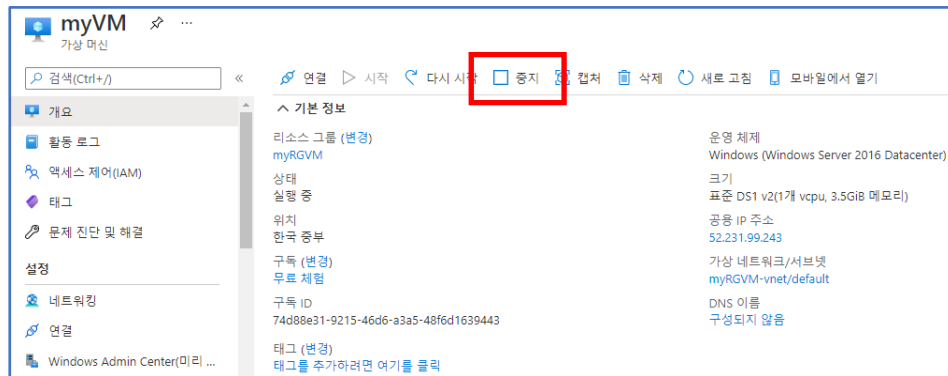 myVM
가상 머신
검색(Ctrl+/)
연결
시작
다시 시작
중지
캡처
삭제
새로 고침
모바일에서 열기
개요
활동 로그
액세스 제어(IAM)
태그
문제 진단 및 해결
설정
네트워킹
연결
Windows Admin Center(미리 ...
기본 정보
리소스 그룹 (변경)
myRGVM
상태
실행 중
위치
한국 중부
구독 (변경)
무료 체험
구독 ID
74d88e31-9215-46d6-a3a5-48f6d1639443
태그 (변경)
태그를 추가하려면 여기를 클릭
운영 체제
Windows (Windows Server 2016 Datacenter)
크기
표준 DS1 v2(1개 vcpu, 3.5GiB 메모리)
공용 IP 주소
52.231.99.243
가상 네트워크/서브넷
myRGVM-vnet/default
DNS 이름
구성되지 않음